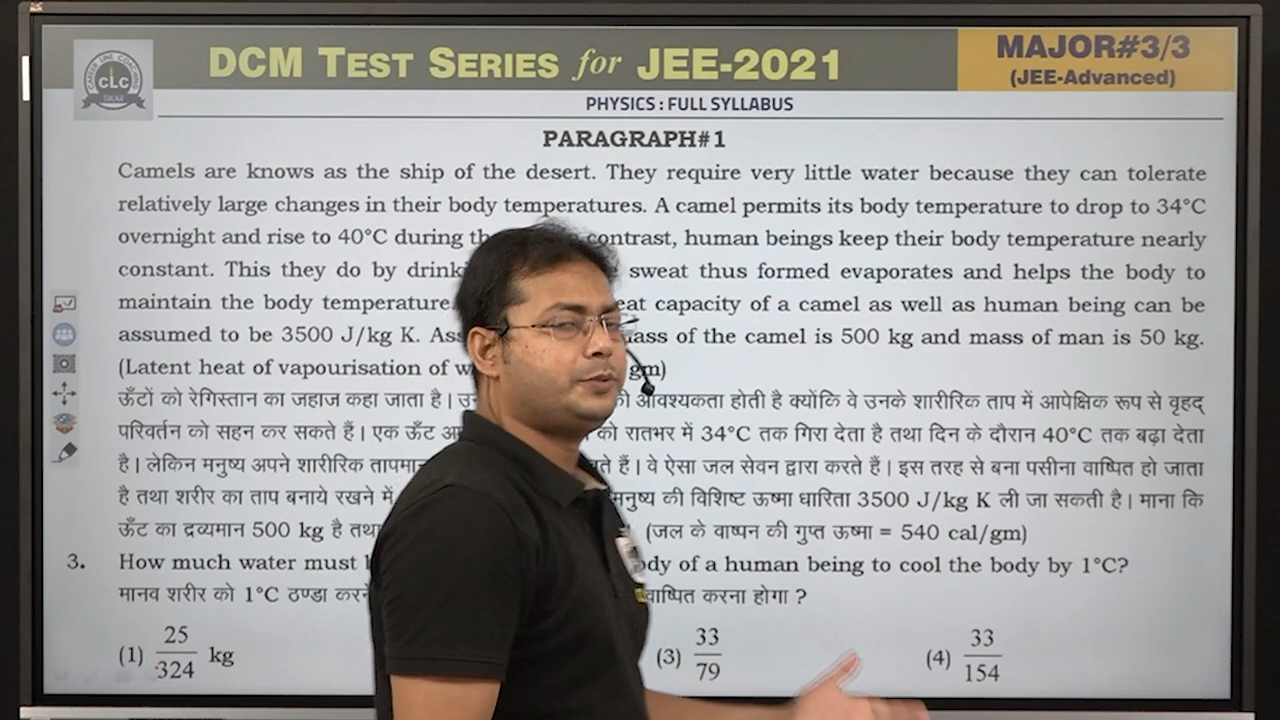 CAREER LINE COACHING
CLC
SIKAR
DCM TEST SERIES for JEE-2021
MAJOR#3/3
(JEE-Advanced)
PHYSICS : FULL SYLLABUS
PARAGRAPH#1
Camels are knows as the ship of the desert. They require very little water because they can tolerate
relatively large changes in their body temperatures. A camel permits its body temperature to drop to 34°C
overnight and rise to 40°C during contrast, human beings keep their body temperature nearly
constant. This they do by sweat thus formed evaporates and helps the body to
maintain the body temperature capacity of a camel as well as human being can be
assumed to be 3500 J/kg K. of the camel is 500 kg and mass of man is 50 kg.
(Latent heat of vapourisation of gm)
ऊँटों को रेगिस्तान का जहाज कहा जाता है। की आवश्यकता होती है क्योंकि वे उनके शारीरिक ताप में आपेक्षिक रूप से वृहद्
परिवर्तन को सहन कर सकते हैं। एक ऊँट को रातभर में 34°C तक गिरा देता है तथा दिन के दौरान 40°C तक बढ़ा देता
है। लेकिन मनुष्य अपने शारीरिक हैं। वे ऐसा जल सेवन द्वारा करते हैं। इस तरह से बना पसीना वाष्पित हो जाता
है तथा शरीर का ताप बनाये रखने में मनुष्य की विशिष्ट ऊष्मा धारिता 3500 J/kg K ली जा सकती है। माना कि
ऊँट का द्रव्यमान 500 kg है (जल के वाष्पन की गुप्त ऊष्मा = 540 cal/gm)
3. How much water must of a human being to cool the body by 1°C?
मानव शरीर को 1°C ठण्डा वाष्पित करना होगा ?
(1) 25/324 kg (3) 33/79 (4) 33/154